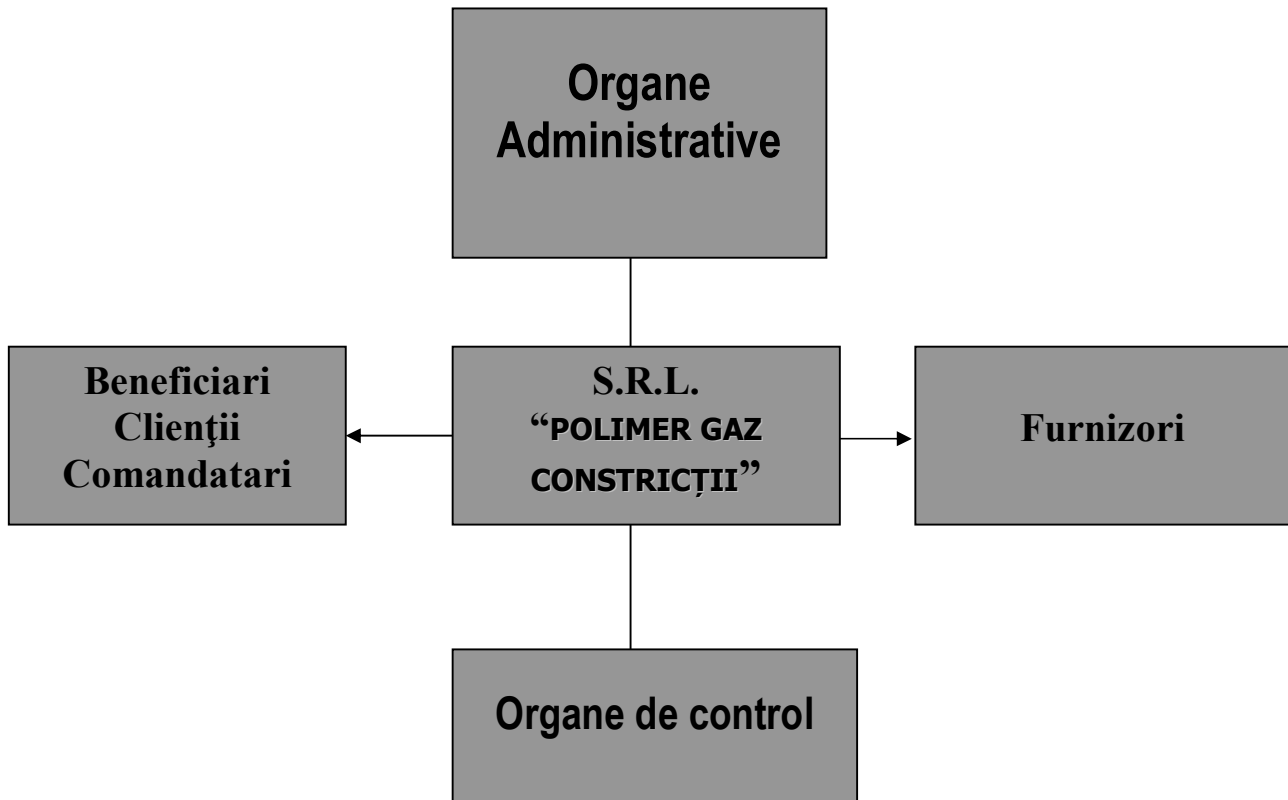 Organe
Administrative
Beneficiari
Clienţii
Comandatari
S.R.L.
“POLIMER GAZ
CONSTRICȚII”
Furnizori
Organe de control